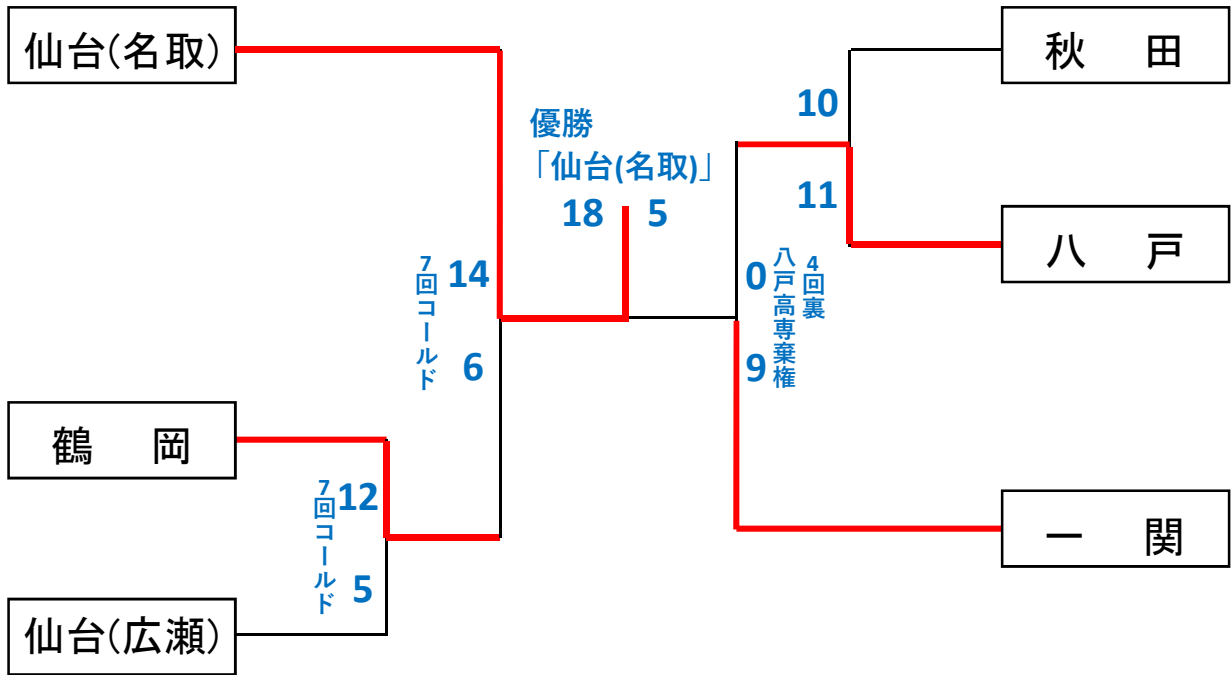 仙台(名取)
秋　田
10
優勝
「仙台(名取)」
18 5
11
八　戸
7回コールド
14
6
0
9
八戸高専棄権
4回裏
鶴　岡
7回コールド
12
5
一　関
仙台(広瀬)